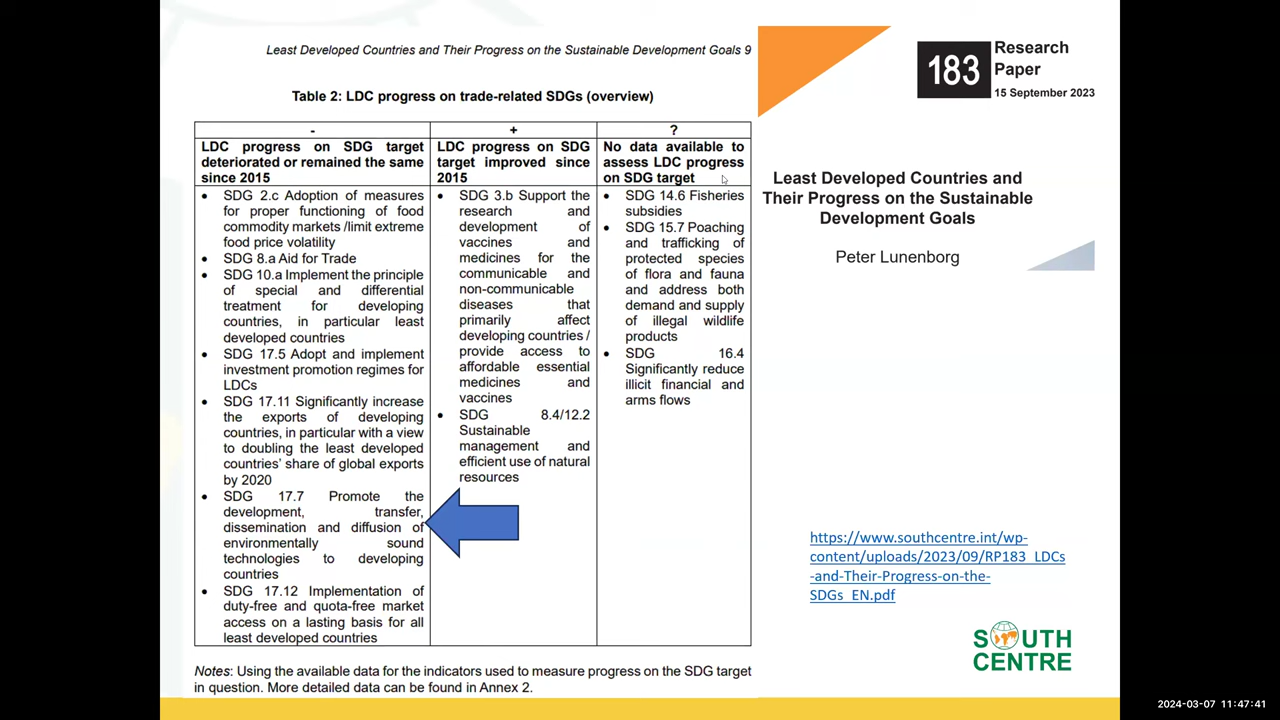 Least Developed Countries and Their Progress on the Sustainable Development Goals 9
Table 2: LDC progress on trade-related SDGs (overview)
-
LDC progress on SDG target
deteriorated or remained the same
since 2015
• SDG 2.c Adoption of measures
for proper functioning of food
commodity markets /limit extreme
food price volatility
• SDG 8.a Aid for Trade
• SDG 10.a Implement the principle
of special and differential
treatment for developing
countries, in particular least
developed countries
• SDG 17.5 Adopt and implement
investment promotion regimes for
LDCs
• SDG 17.11 Significantly increase
the exports of developing
countries, in particular with a view
to doubling the least developed
countries' share of global exports
by 2020
• SDG 17.7 Promote the
development, transfer,
dissemination and diffusion of
environmentally sound
technologies to developing
countries
• SDG 17.12 Implementation of
duty-free and quota-free market
access on a lasting basis for all
least developed countries
+
LDC progress on SDG
target improved since
2015
• SDG 3.b Support the
research and
development of
vaccines and
medicines for the
communicable and
non-communicable
diseases that
primarily affect
developing countries /
provide access to
affordable essential
medicines and
vaccines
• SDG 8.4/12.2
Sustainable
management and
efficient use of natural
resources
?
No data available to
assess LDC progress
on SDG target
• SDG 14.6 Fisheries
subsidies
• SDG 15.7 Poaching
and trafficking of
protected species
of flora and fauna
and address both
demand and supply
of illegal wildlife
products
• SDG 16.4
Significantly reduce
illicit financial and
arms flows
Notes: Using the available data for the indicators used to measure progress on the SDG target
in question. More detailed data can be found in Annex 2.
183
Research
Paper
15 September 2023
Least Developed Countries and
Their Progress on the Sustainable
Development Goals
Peter Lunenborg
https://www.southcentre.int/wp-
content/uploads/2023/09/RP183_LDCs
-and-Their-Progress-on-the-
SDGs_EN.pdf
SOUTH
CENTRE
2024-03-07 11:47:41